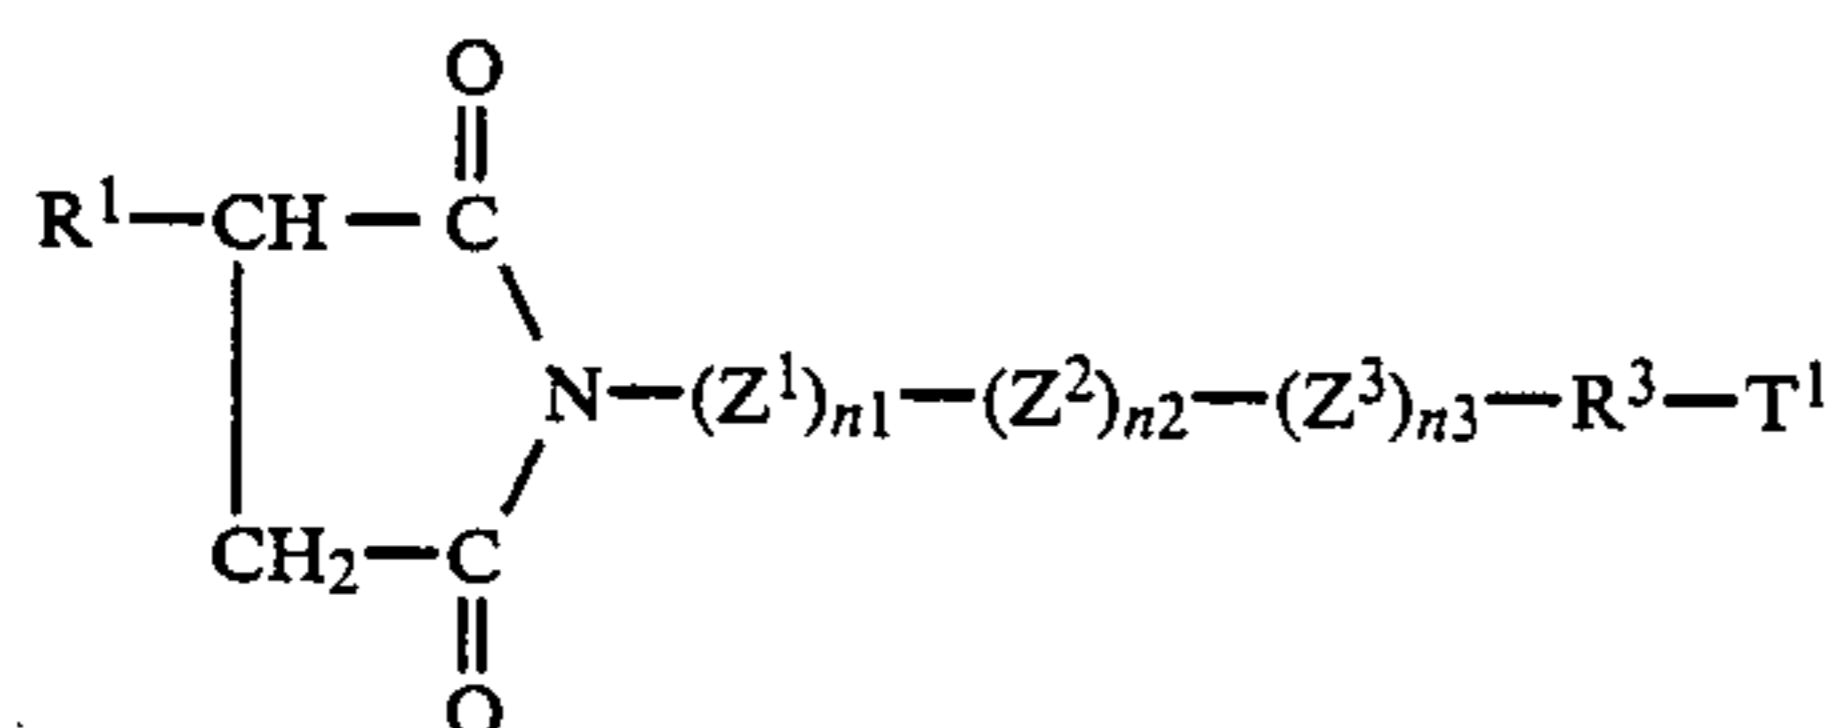 O
R¹—CH—C
N—(Z¹)n1—(Z²)n2—(Z³)n3—R³—T¹
CH₂—C
O